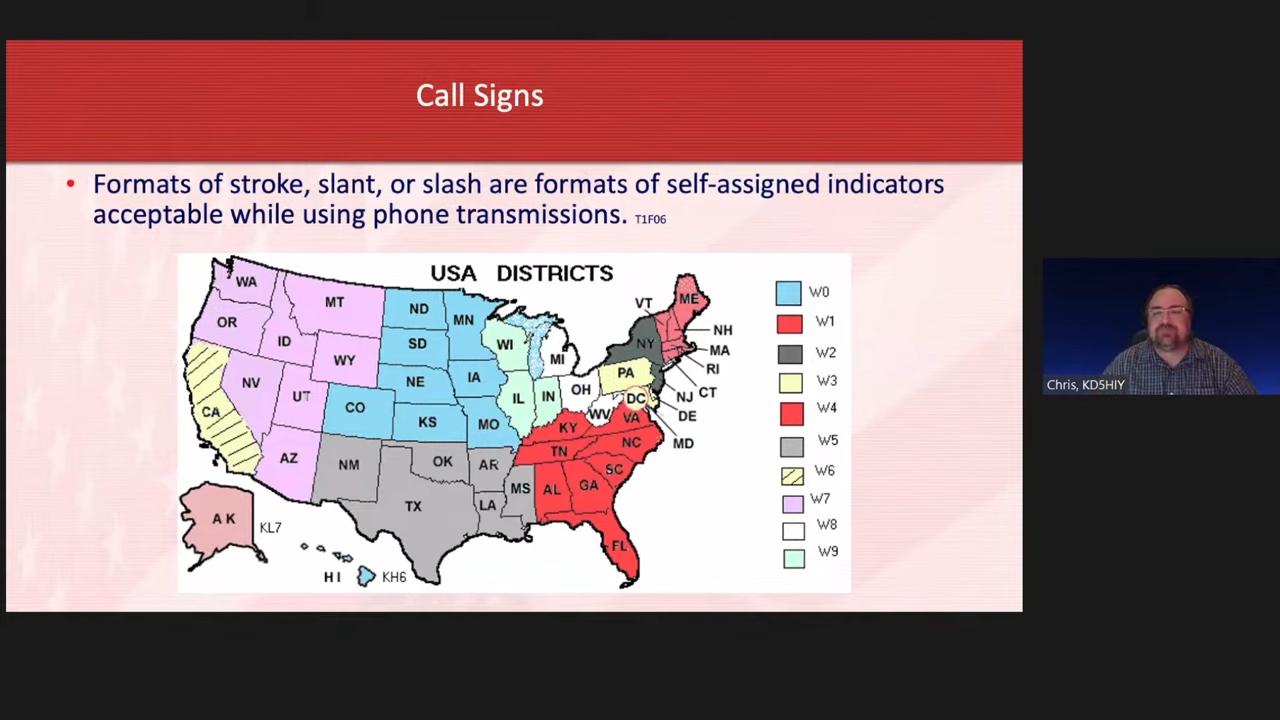 Call Signs
• Formats of stroke, slant, or slash are formats of self-assigned indicators
acceptable while using phone transmissions. T1F06
USA DISTRICTS
WA
MT
ND
MN
VT
ME
W0
OR
ID
SD
WI
MI
NY
NH
W1
WY
MA
W2
NV
UT
NE
IA
PA
RI
W3
CA
CO
KS
MO
IL
IN
OH
WV
DC
NJ
CT
DE
W4
KY
VA
MD
AZ
NM
OK
AR
TN
NC
W5
SC
W6
TX
LA
MS
AL
GA
W7
AK
KL7
FL
W8
HI
KH6
W9
Chris, KD5HIY